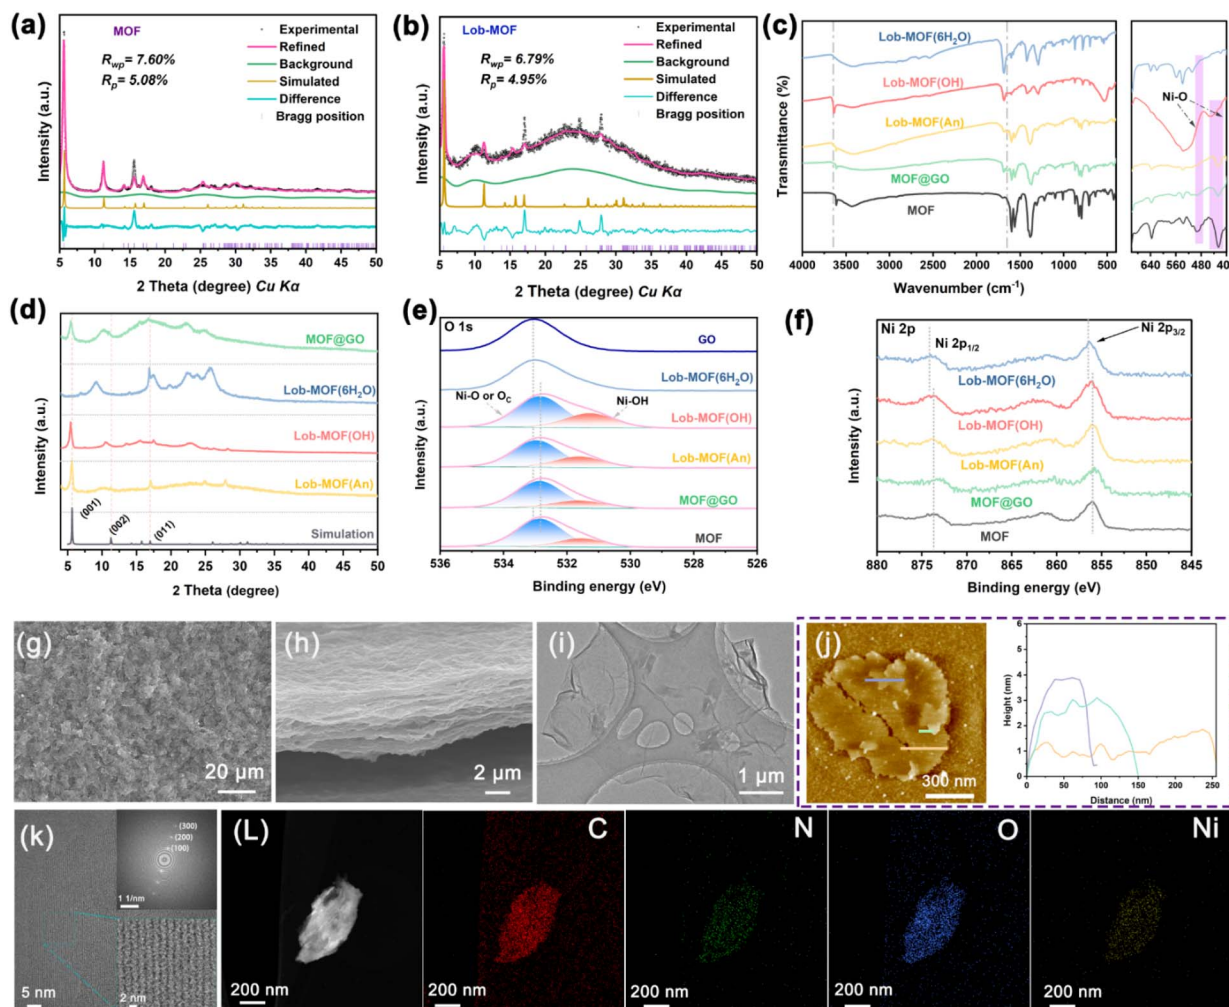 (a)
MOF
Rwp= 7.60%
Rp= 5.08%
Experimental
Refined
Background
Simulated
Difference
Bragg position
Intensity (a.u.)
5 10 15 20 25 30 35 40 45 50
2 Theta (degree) Cu Kα
(b)
Lob-MOF
Rwp= 6.79%
Rp= 4.95%
Experimental
Refined
Background
Simulated
Difference
Bragg position
Intensity (a.u.)
5 10 15 20 25 30 35 40 45 50
2 Theta (degree) Cu Kα
(c)
Lob-MOF(6H2O)
Lob-MOF(OH)
Lob-MOF(An)
MOF@GO
MOF
Ni-O
Transmittance (%)
4000 3500 3000 2500 2000 1500 1000 500
640 560 480 40
Wavenumber (cm-1)
(d)
MOF@GO
Lob-MOF(6H2O)
Lob-MOF(OH)
Lob-MOF(An)
(001)
(002)
(011)
Simulation
Intensity (a.u.)
5 10 15 20 25 30 35 40 45 50
2 Theta (degree)
(e)
O 1s
GO
Lob-MOF(6H2O)
Ni-O or OC
Ni-OH
Lob-MOF(OH)
Lob-MOF(An)
MOF@GO
MOF
Intensity (a.u.)
536 534 532 530 528 526
Binding energy (eV)
(f)
Ni 2p
Ni 2p1/2
Ni 2p3/2
Lob-MOF(6H2O)
Lob-MOF(OH)
Lob-MOF(An)
MOF@GO
MOF
Intensity (a.u.)
880 875 870 865 860 855 850 845
Binding energy (eV)
(g)
20 μm
(h)
2 μm
(i)
1 μm
(j)
300 nm
Height (nm)
6
5
4
3
2
1
0
0 50 100 150 200 250
Distance (nm)
(k)
(300)
(200)
(100)
1 1/nm
5 nm
2 nm
(L)
200 nm
C
200 nm
N
200 nm
O
200 nm
Ni
200 nm